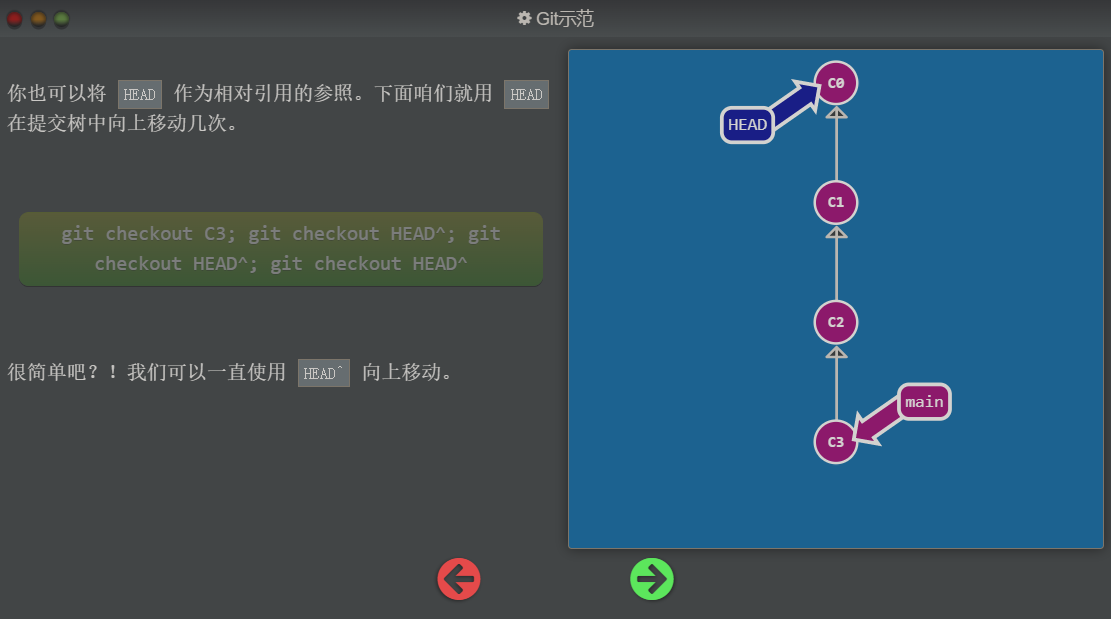 Git示范
你也可以将 HEAD 作为相对引用的参照。下面咱们就用 HEAD
在提交树中向上移动几次。
git checkout C3; git checkout HEAD^; git
checkout HEAD^; git checkout HEAD^
很简单吧？！我们可以一直使用 HEAD^ 向上移动。
C0
HEAD
C1
C2
main
C3